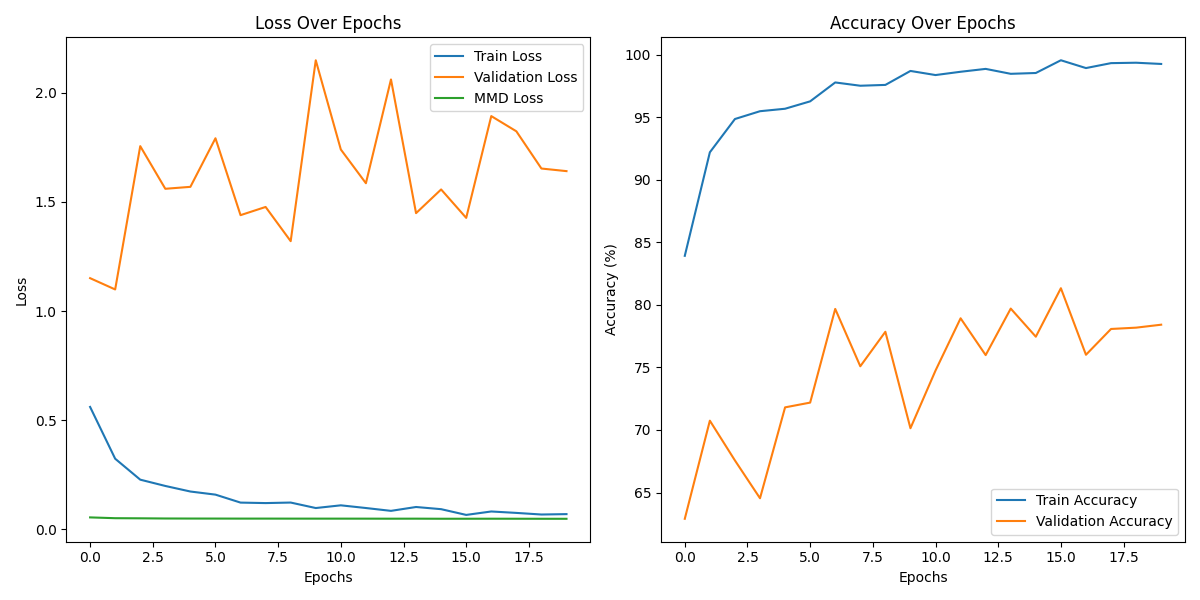 Loss Over Epochs
Train Loss
Validation Loss
MMD Loss
2.0
1.5
1.0
0.5
0.0
Loss
0.0 2.5 5.0 7.5 10.0 12.5 15.0 17.5
Epochs
Accuracy Over Epochs
100
95
90
85
80
75
70
65
Accuracy (%)
Train Accuracy
Validation Accuracy
0.0 2.5 5.0 7.5 10.0 12.5 15.0 17.5
Epochs